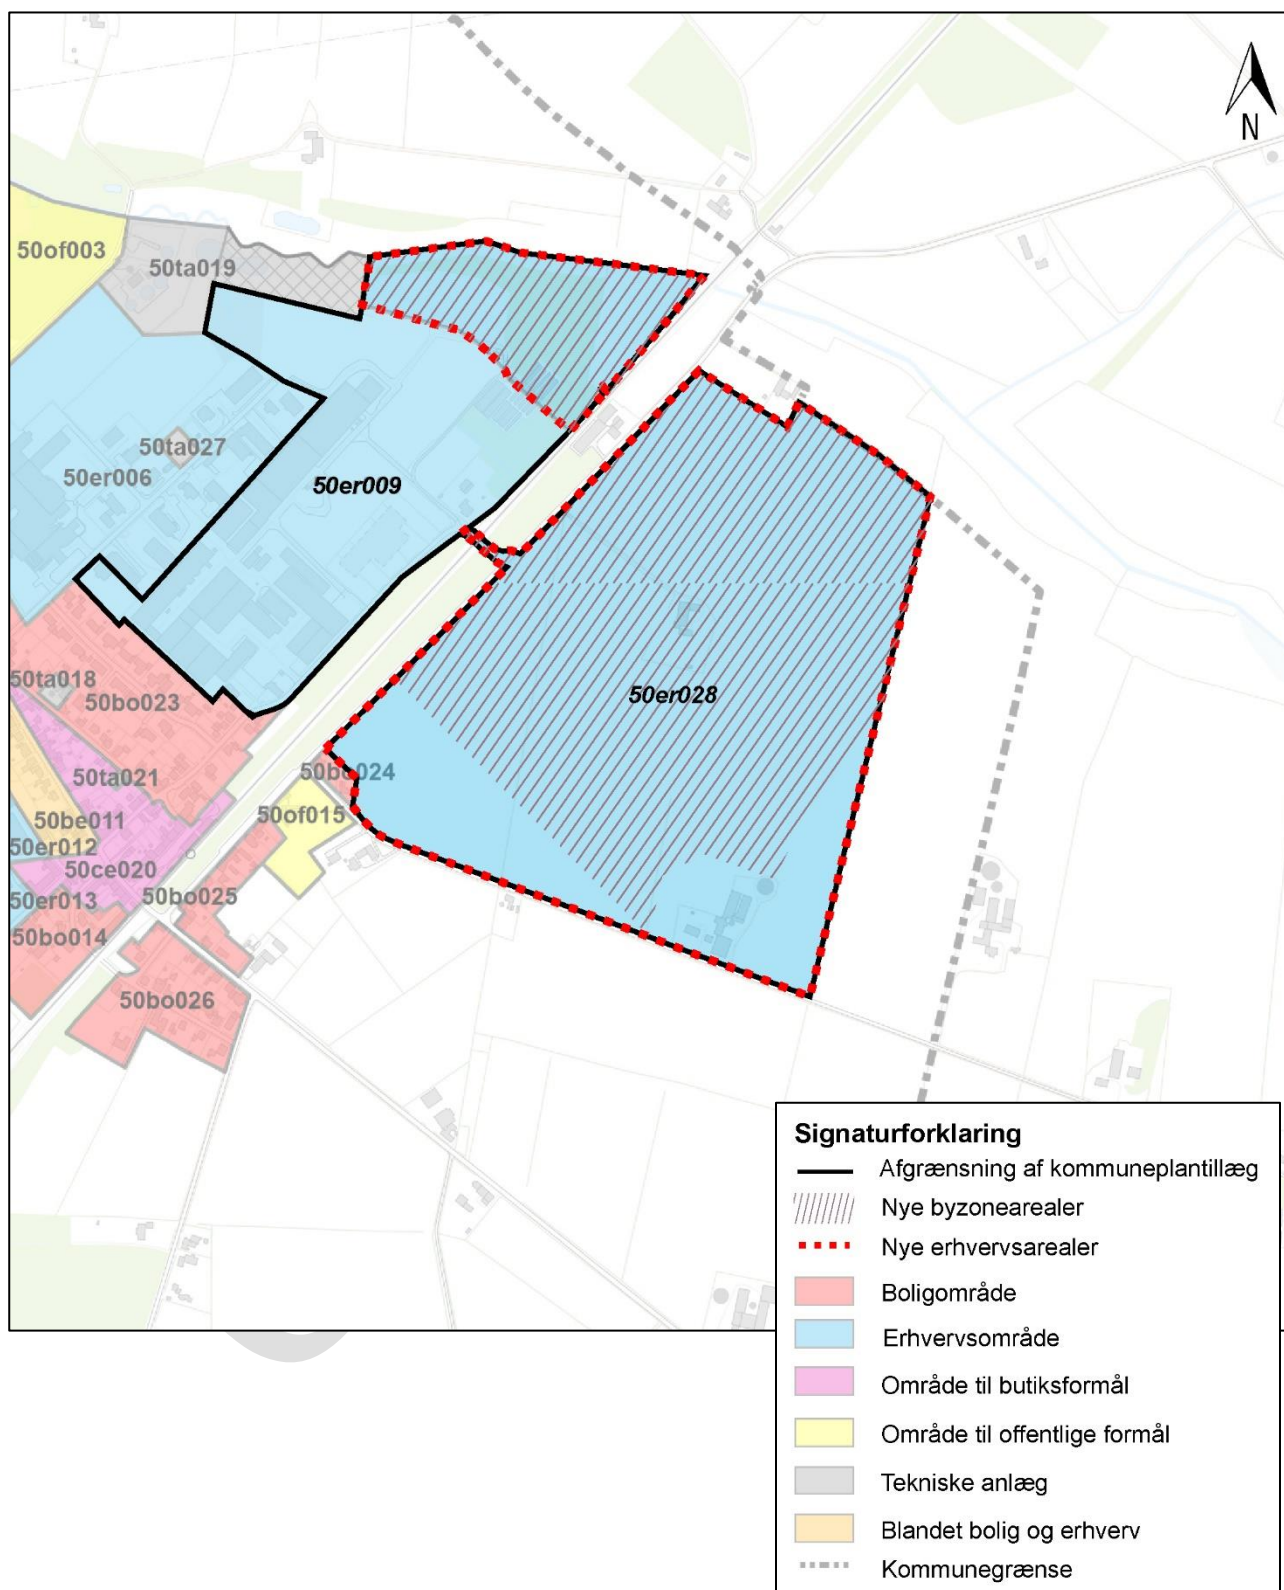 N
50of003
50ta019
50ta027
50er006
50er009
50ta018
50bo023
50er028
50ta021
50bo024
50be011
50of015
50er012
50ce020
50er013
50bo025
50bo014
50bo026
Signaturforklaring
Afgrænsning af kommuneplantillæg
Nye byzonearealer
Nye erhvervsarealer
Boligområde
Erhvervsområde
Område til butiksformål
Område til offentlige formål
Tekniske anlæg
Blandet bolig og erhverv
Kommunegrænse